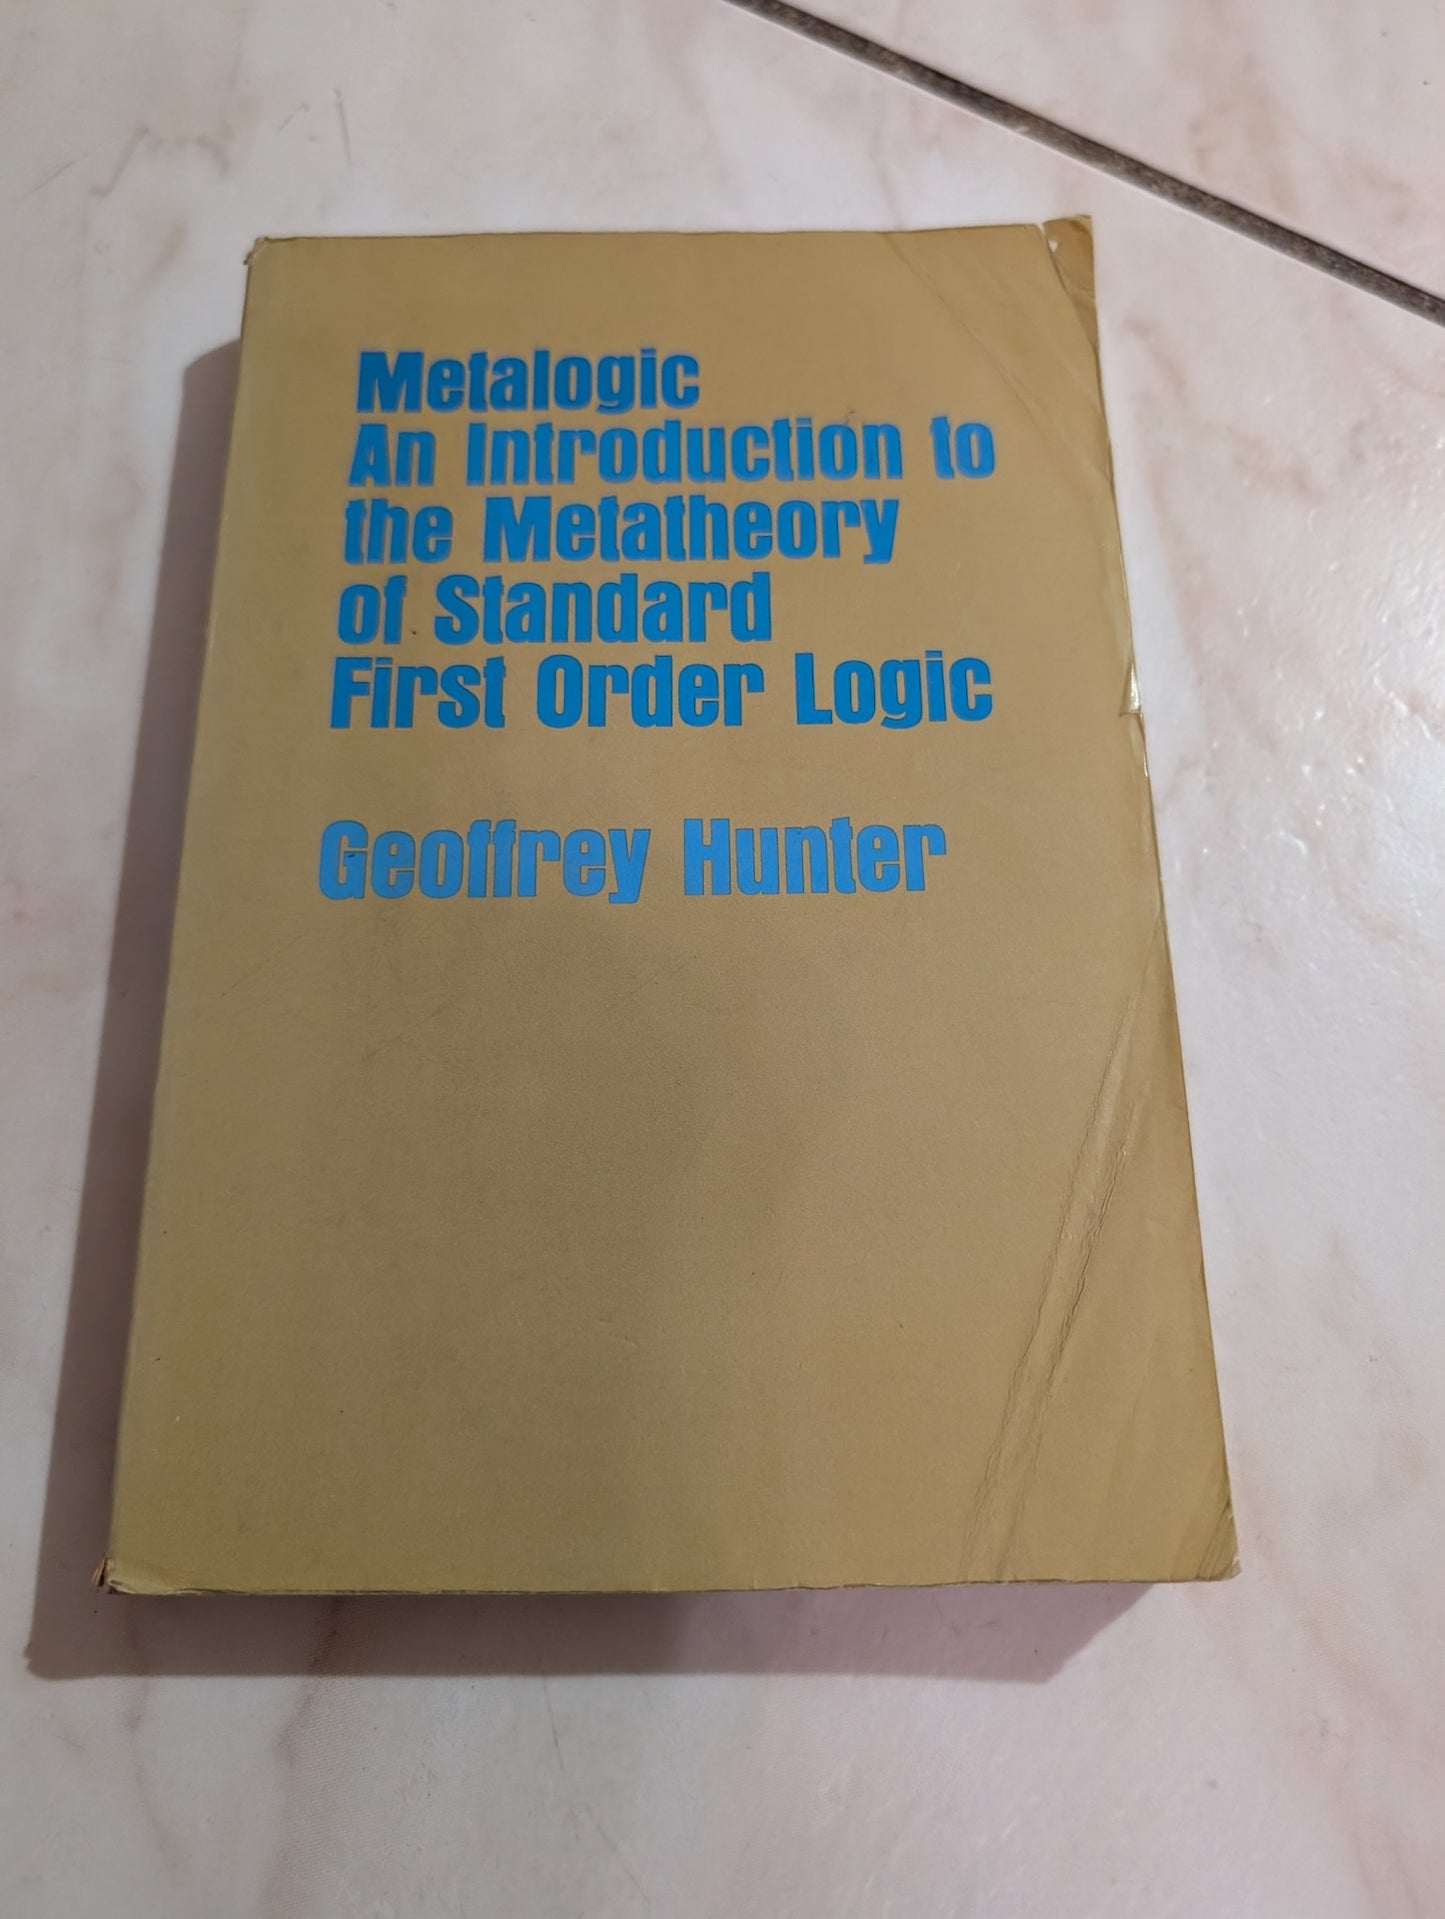 Metalogic
An Introduction to
the Metatheory
of Standard
First Order Logic
Geoffrey Hunter